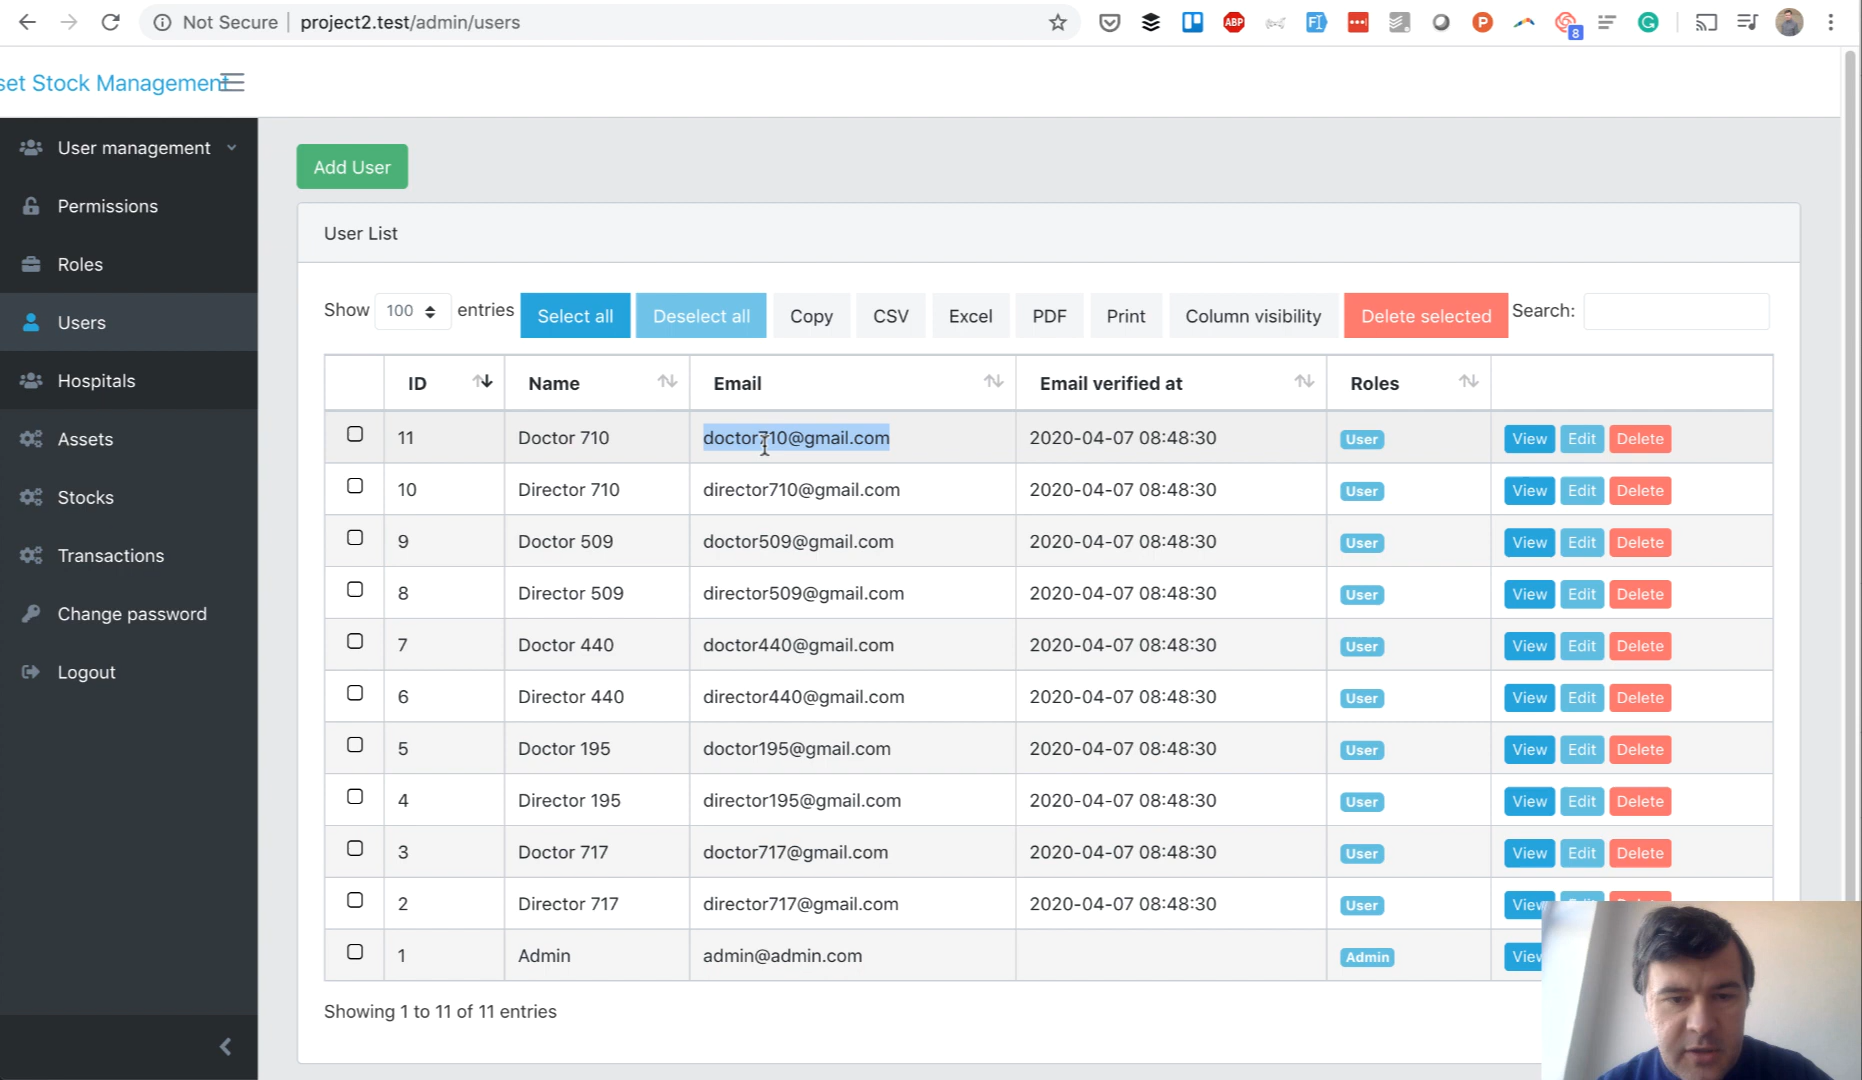 Not Secure | project2.test/admin/users
ABP
P
8
set Stock Management
User management
Permissions
Roles
Users
Hospitals
Assets
Stocks
Transactions
Change password
Logout
Add User
User List
Show 100 entries Select all Deselect all Copy CSV Excel PDF Print Column visibility Delete selected Search:
ID Name Email Email verified at Roles
11 Doctor 710 doctor710@gmail.com 2020-04-07 08:48:30 User View Edit Delete
10 Director 710 director710@gmail.com 2020-04-07 08:48:30 User View Edit Delete
9 Doctor 509 doctor509@gmail.com 2020-04-07 08:48:30 User View Edit Delete
8 Director 509 director509@gmail.com 2020-04-07 08:48:30 User View Edit Delete
7 Doctor 440 doctor440@gmail.com 2020-04-07 08:48:30 User View Edit Delete
6 Director 440 director440@gmail.com 2020-04-07 08:48:30 User View Edit Delete
5 Doctor 195 doctor195@gmail.com 2020-04-07 08:48:30 User View Edit Delete
4 Director 195 director195@gmail.com 2020-04-07 08:48:30 User View Edit Delete
3 Doctor 717 doctor717@gmail.com 2020-04-07 08:48:30 User View Edit Delete
2 Director 717 director717@gmail.com 2020-04-07 08:48:30 User View
1 Admin admin@admin.com Admin View
Showing 1 to 11 of 11 entries